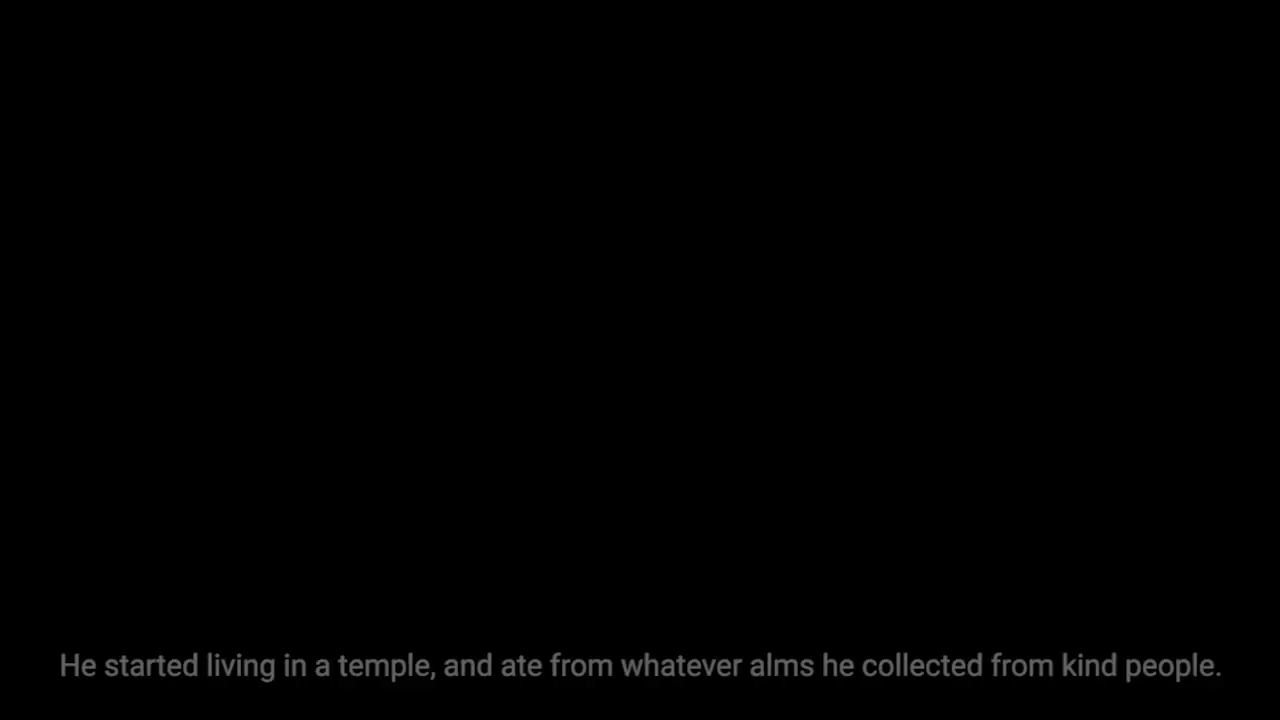 He started living in a temple, and ate from whatever alms he collected from kind people.